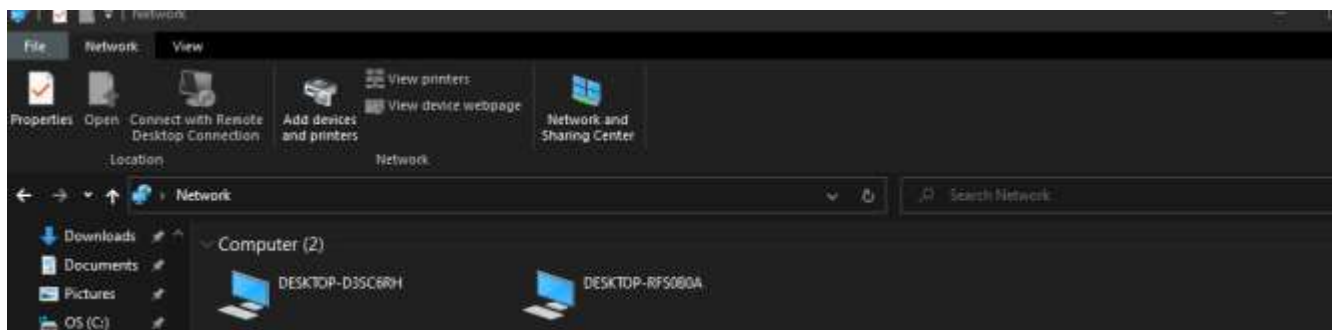 Network
File Network View
Properties Open Connect with Remote Desktop Connection
Add devices and printers
View printers
View device webpage
Network and Sharing Center
Location Network
Network
Search Network
Downloads
Documents
Pictures
OS (C:)
Computer (2)
DESKTOP-D3SC6RH DESKTOP-RFS0B0A